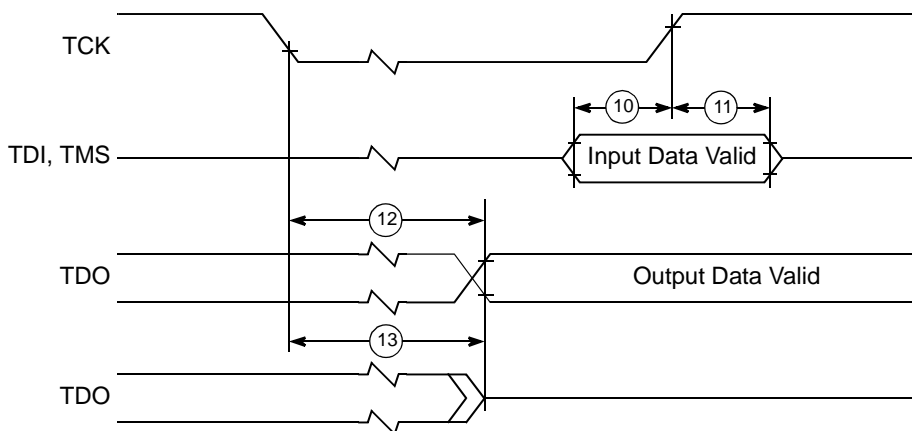 TCK
10
11
TDI, TMS
Input Data Valid
12
TDO
Output Data Valid
13
TDO